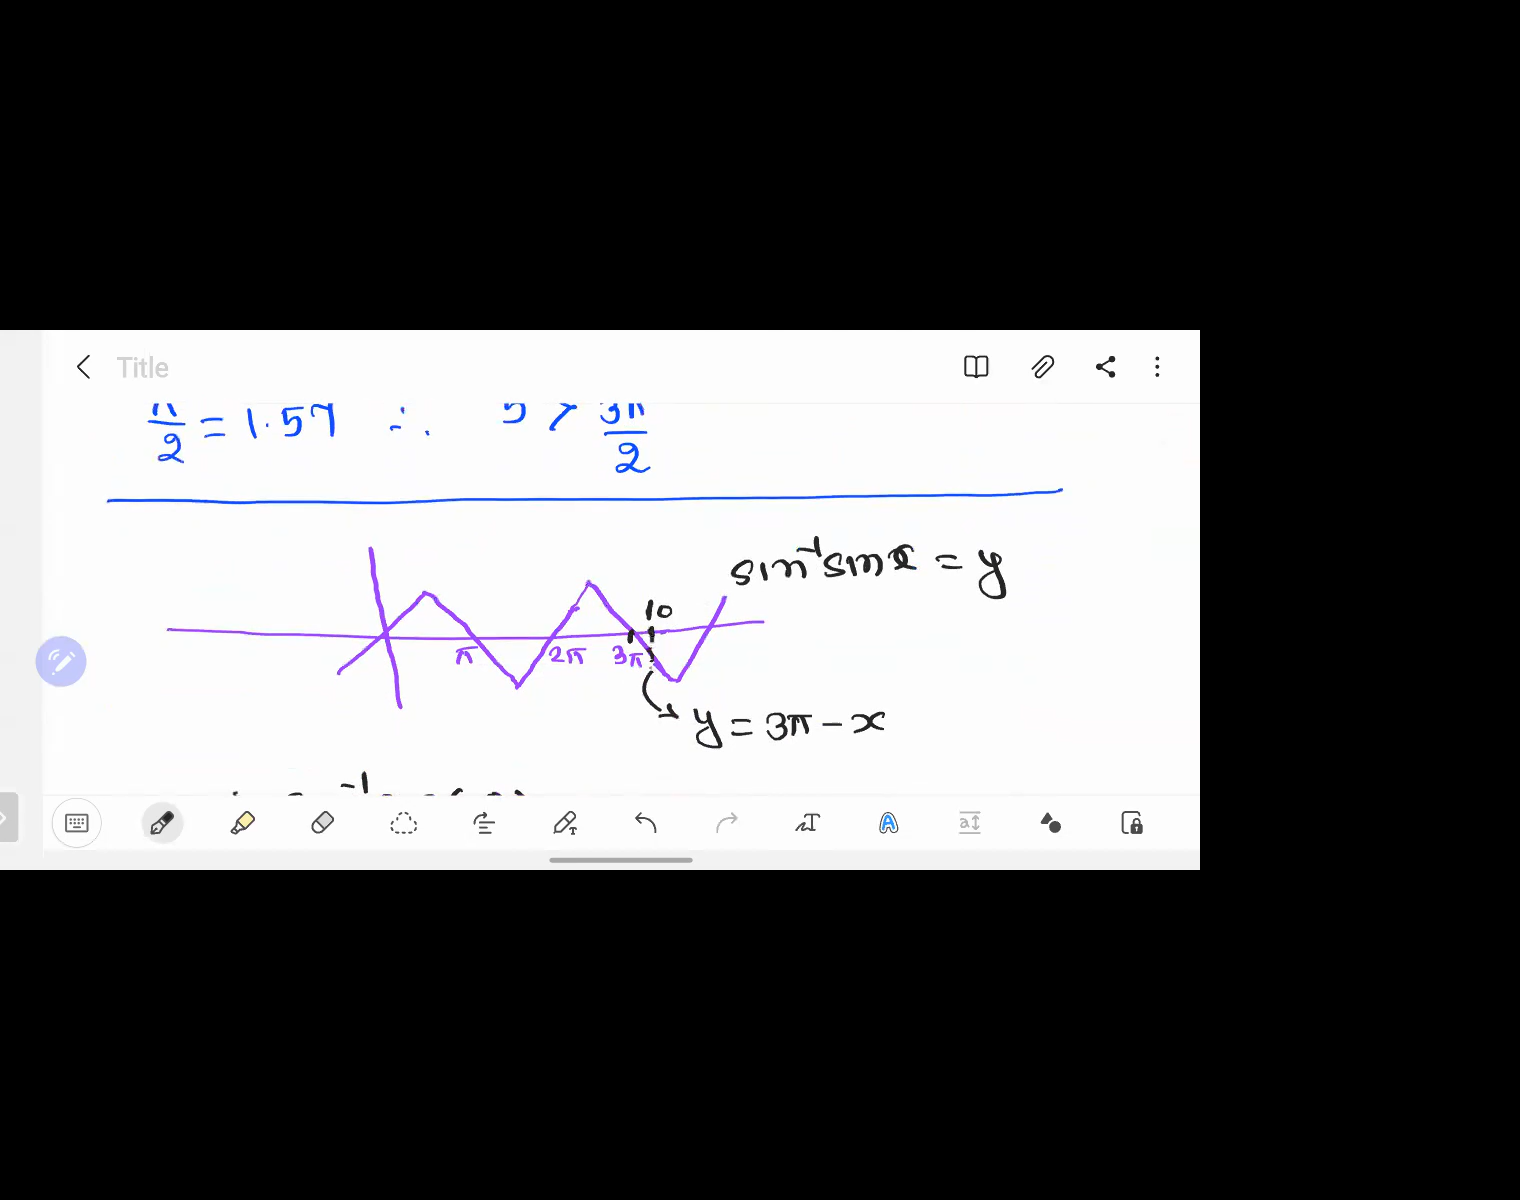 Title
π/2 = 1.57 ∴ 5 > 3π/2
sin⁻¹sinx = y
10
π 2π 3π
y = 3π - x